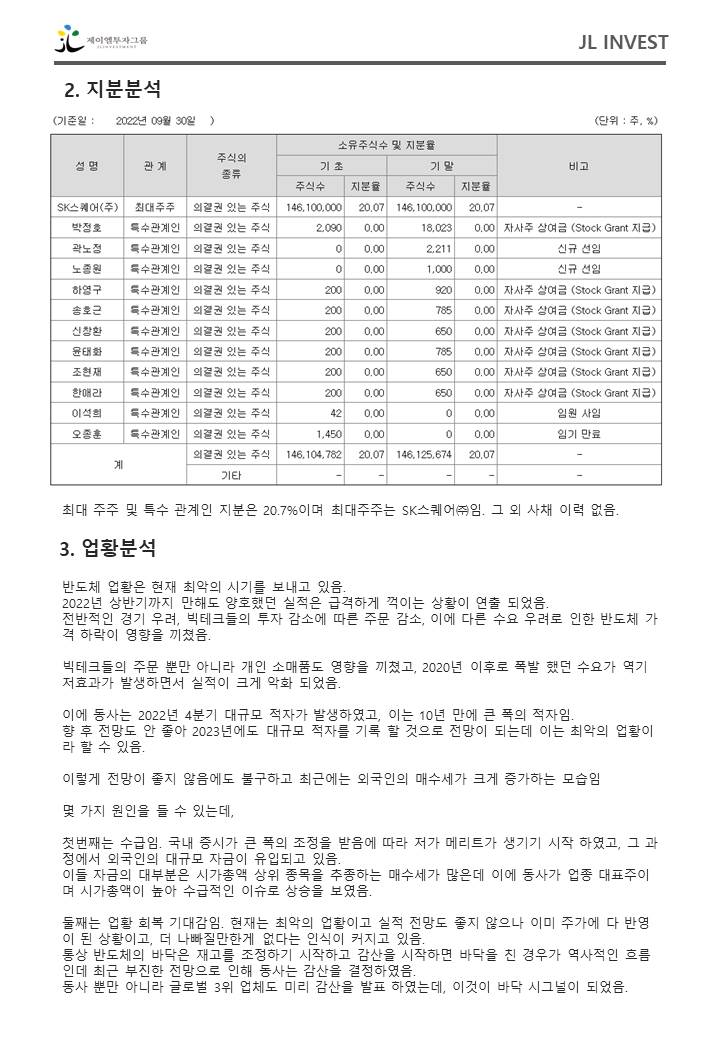 제이엘투자그룹
JL INVESTMENT
JL INVEST
2. 지분분석
(기준일 : 2022년 09월 30일 ) (단위 : 주, %)
성 명 관 계 주식의 종류 소유주식수 및 지분율 비고
기 초 기 말
주식수 지분율 주식수 지분율
SK스퀘어(주) 최대주주 의결권 있는 주식 146,100,000 20.07 146,100,000 20.07 -
박정호 특수관계인 의결권 있는 주식 2,090 0.00 18,023 0.00 자사주 상여금 (Stock Grant 지급)
곽노정 특수관계인 의결권 있는 주식 0 0.00 2,211 0.00 신규 선임
노종원 특수관계인 의결권 있는 주식 0 0.00 1,000 0.00 신규 선임
하영구 특수관계인 의결권 있는 주식 200 0.00 920 0.00 자사주 상여금 (Stock Grant 지급)
송호근 특수관계인 의결권 있는 주식 200 0.00 785 0.00 자사주 상여금 (Stock Grant 지급)
신창환 특수관계인 의결권 있는 주식 200 0.00 650 0.00 자사주 상여금 (Stock Grant 지급)
윤태화 특수관계인 의결권 있는 주식 200 0.00 785 0.00 자사주 상여금 (Stock Grant 지급)
조현재 특수관계인 의결권 있는 주식 200 0.00 650 0.00 자사주 상여금 (Stock Grant 지급)
한애라 특수관계인 의결권 있는 주식 200 0.00 650 0.00 자사주 상여금 (Stock Grant 지급)
이석희 특수관계인 의결권 있는 주식 42 0.00 0 0.00 임원 사임
오종훈 특수관계인 의결권 있는 주식 1,450 0.00 0 0.00 임기 만료
계 의결권 있는 주식 146,104,782 20.07 146,125,674 20.07 -
기타 - - - - -
최대 주주 및 특수 관계인 지분은 20.7%이며 최대주주는 SK스퀘어㈜임. 그 외 사채 이력 없음.
3. 업황분석
반도체 업황은 현재 최악의 시기를 보내고 있음.
2022년 상반기까지 만해도 양호했던 실적은 급격하게 꺽이는 상황이 연출 되었음.
전반적인 경기 우려, 빅테크들의 투자 감소에 따른 주문 감소, 이에 다른 수요 우려로 인한 반도체 가
격 하락이 영향을 끼쳤음.
빅테크들의 주문 뿐만 아니라 개인 소매품도 영향을 끼쳤고, 2020년 이후로 폭발 했던 수요가 역기
저효과가 발생하면서 실적이 크게 악화 되었음.
이에 동사는 2022년 4분기 대규모 적자가 발생하였고, 이는 10년 만에 큰 폭의 적자임.
향 후 전망도 안 좋아 2023년에도 대규모 적자를 기록 할 것으로 전망이 되는데 이는 최악의 업황이
라 할 수 있음.
이렇게 전망이 좋지 않음에도 불구하고 최근에는 외국인의 매수세가 크게 증가하는 모습임
몇 가지 원인을 들 수 있는데,
첫번째는 수급임. 국내 증시가 큰 폭의 조정을 받음에 따라 저가 메리트가 생기기 시작 하였고, 그 과
정에서 외국인의 대규모 자금이 유입되고 있음.
이들 자금의 대부분은 시가총액 상위 종목을 추종하는 매수세가 많은데 이에 동사가 업종 대표주이
며 시가총액이 높아 수급적인 이슈로 상승을 보였음.
둘째는 업황 회복 기대감임. 현재는 최악의 업황이고 실적 전망도 좋지 않으나 이미 주가에 다 반영
이 된 상황이고, 더 나빠질만한게 없다는 인식이 커지고 있음.
통상 반도체의 바닥은 재고를 조정하기 시작하고 감산을 시작하면 바닥을 친 경우가 역사적인 흐름
인데 최근 부진한 전망으로 인해 동사는 감산을 결정하였음.
동사 뿐만 아니라 글로벌 3위 업체도 미리 감산을 발표 하였는데, 이것이 바닥 시그널이 되었음.